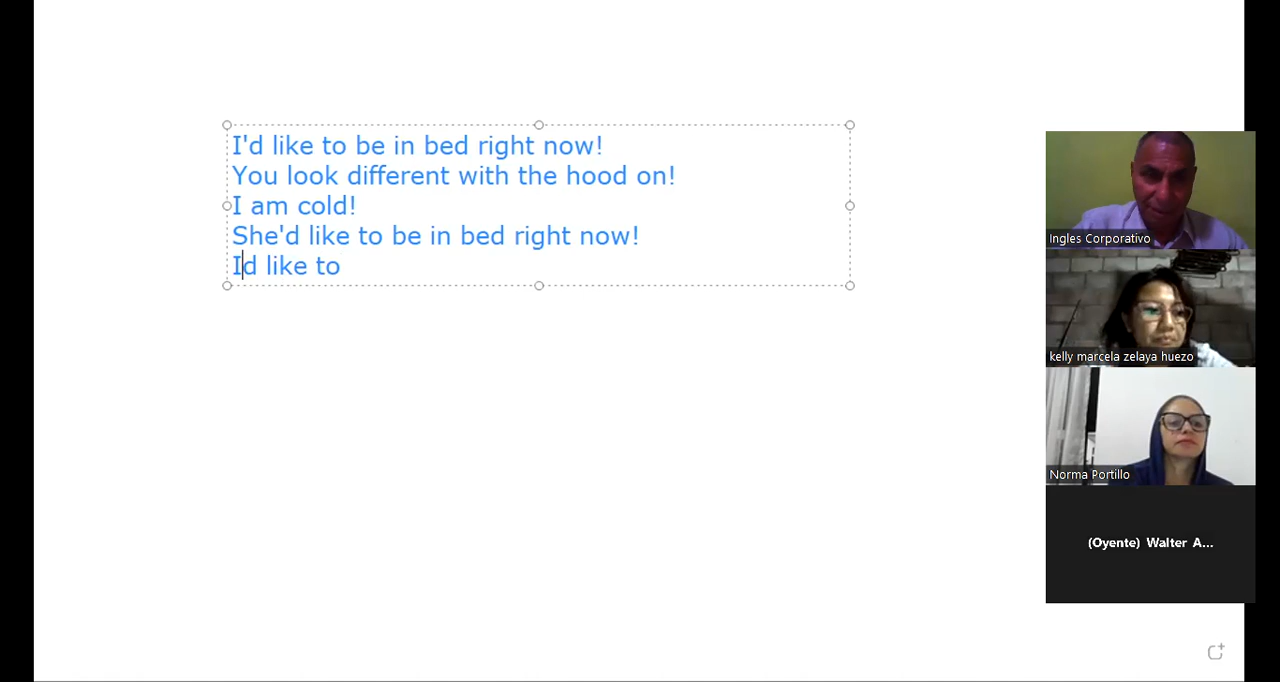 I'd like to be in bed right now!
You look different with the hood on!
I am cold!
She'd like to be in bed right now!
Id like to
Ingles Corporativo
kelly marcela zelaya huezo
Norma Portillo
(Oyente) Walter A...